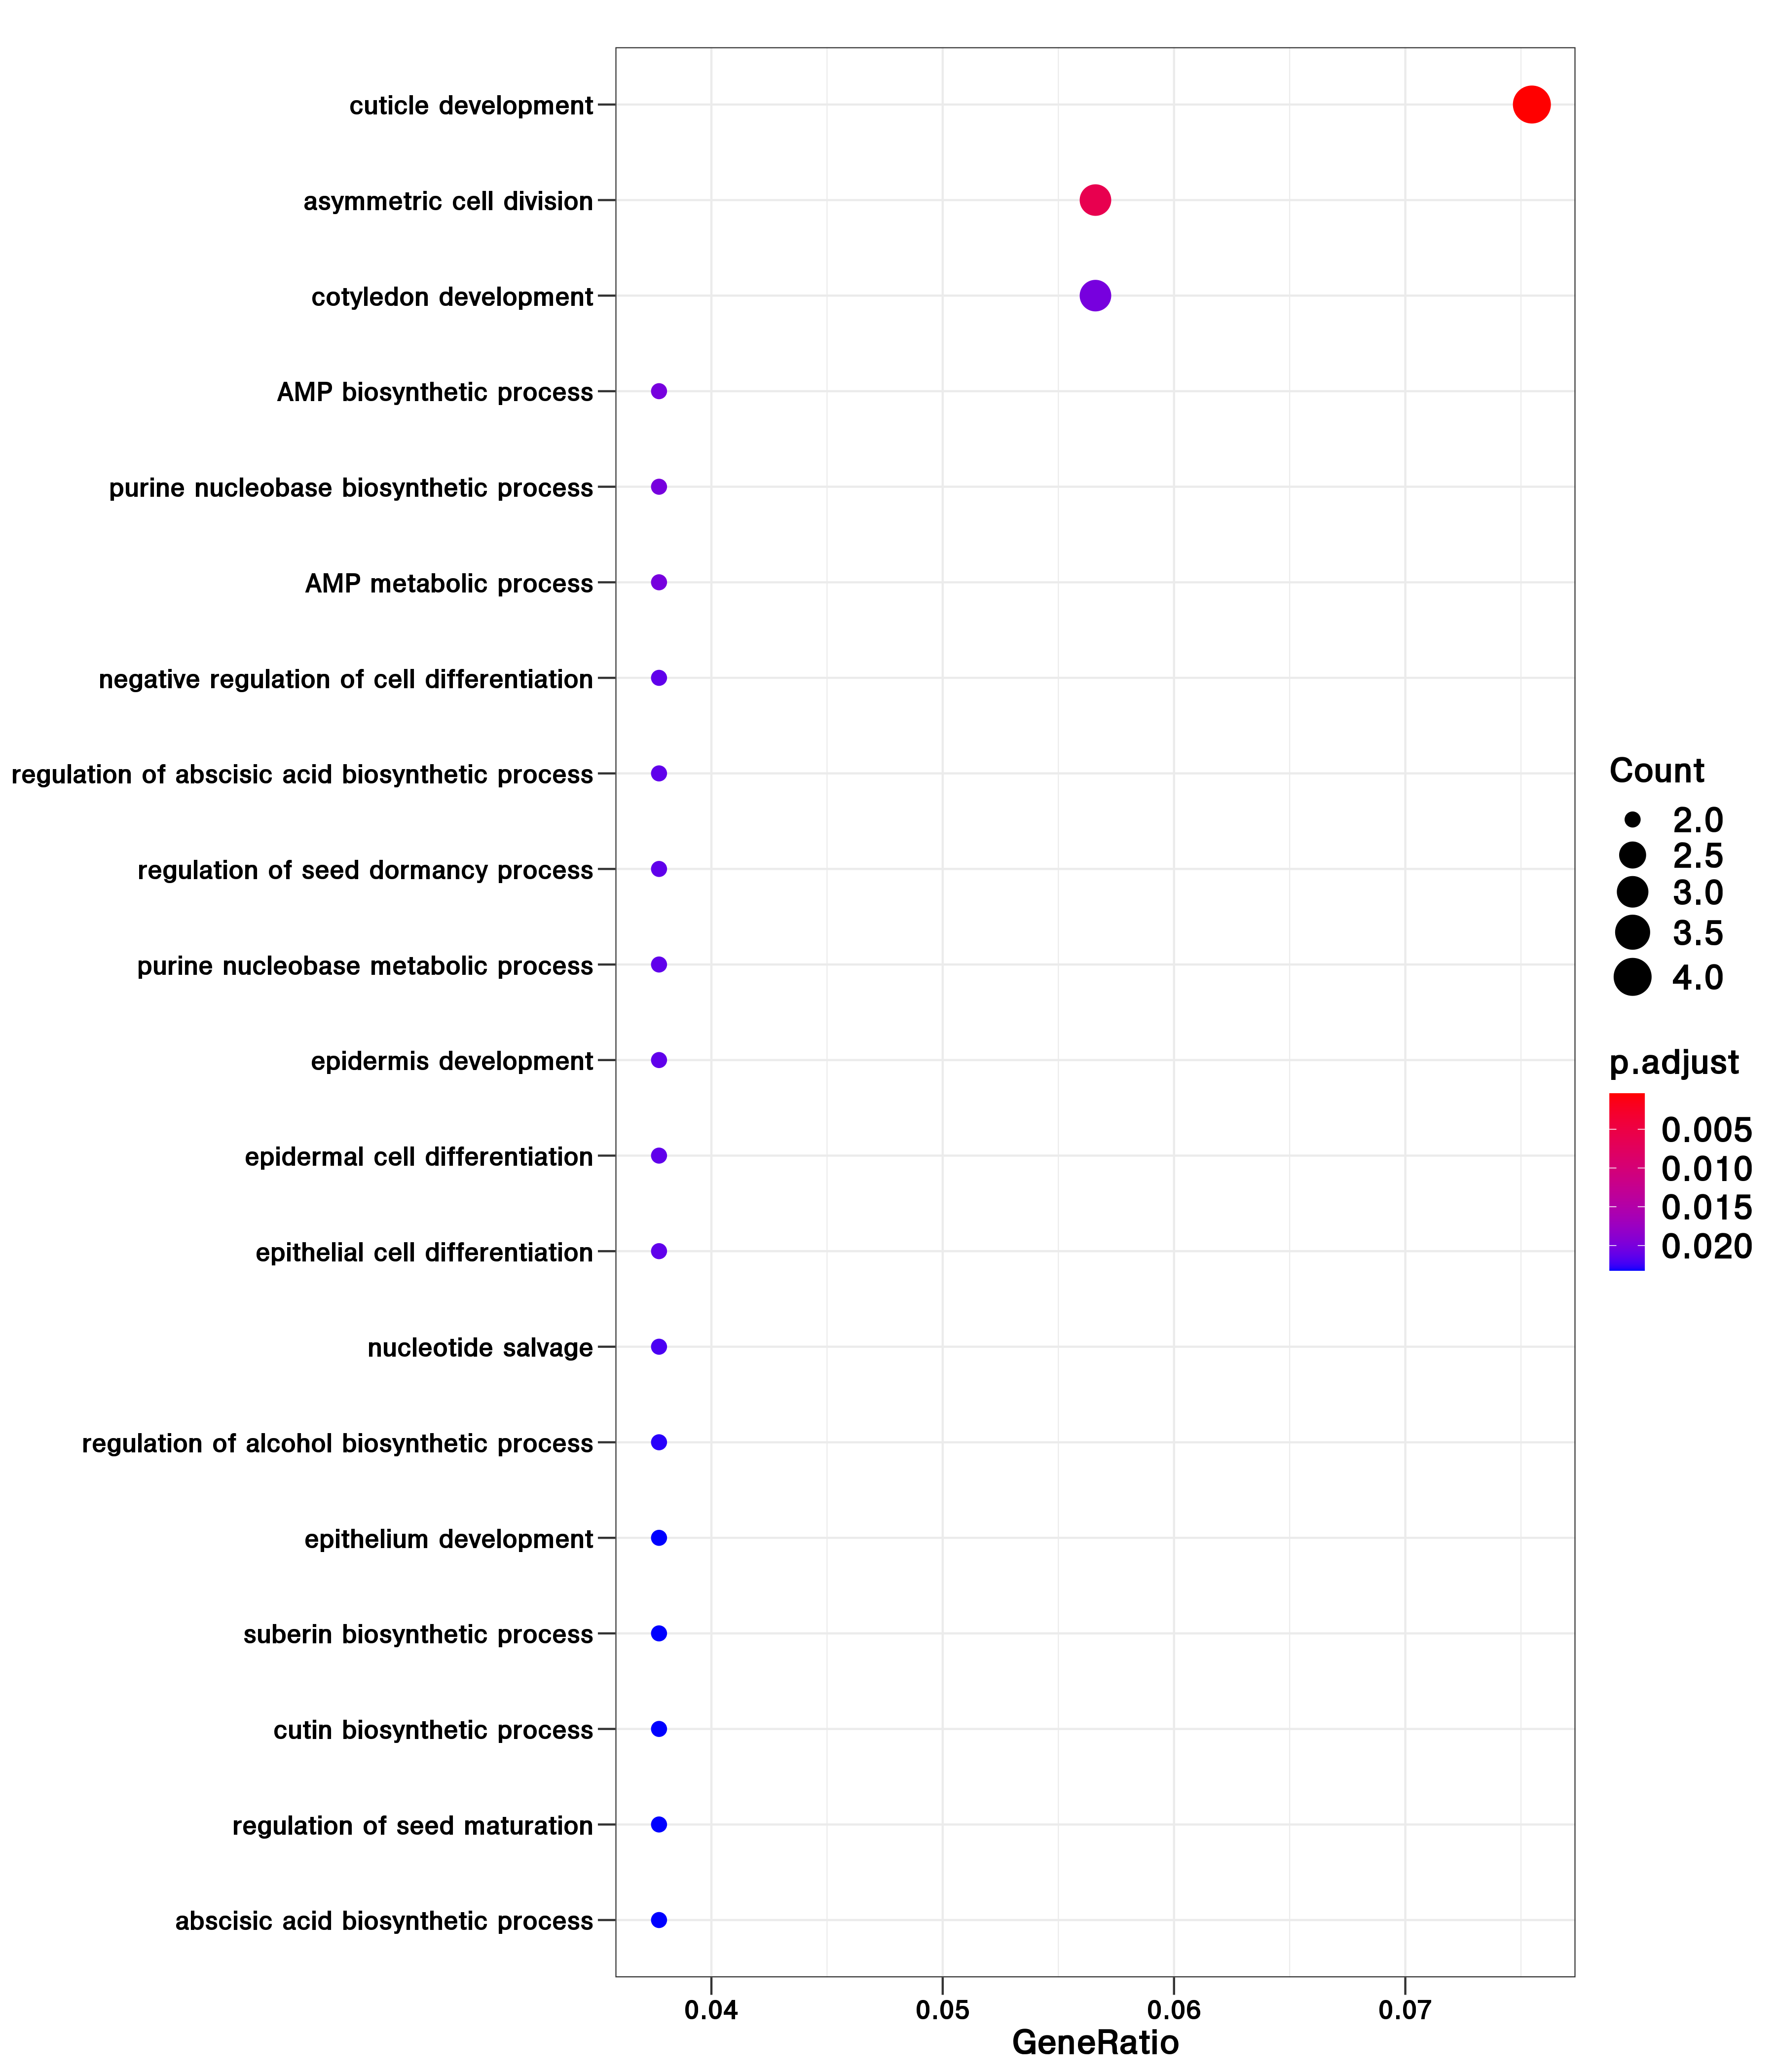 cuticle development
asymmetric cell division
cotyledon development
AMP biosynthetic process
purine nucleobase biosynthetic process
AMP metabolic process
negative regulation of cell differentiation
regulation of abscisic acid biosynthetic process
regulation of seed dormancy process
purine nucleobase metabolic process
epidermis development
epidermal cell differentiation
epithelial cell differentiation
nucleotide salvage
regulation of alcohol biosynthetic process
epithelium development
suberin biosynthetic process
cutin biosynthetic process
regulation of seed maturation
abscisic acid biosynthetic process
0.04 0.05 0.06 0.07
GeneRatio
Count
2.0
2.5
3.0
3.5
4.0
p.adjust
0.005
0.010
0.015
0.020